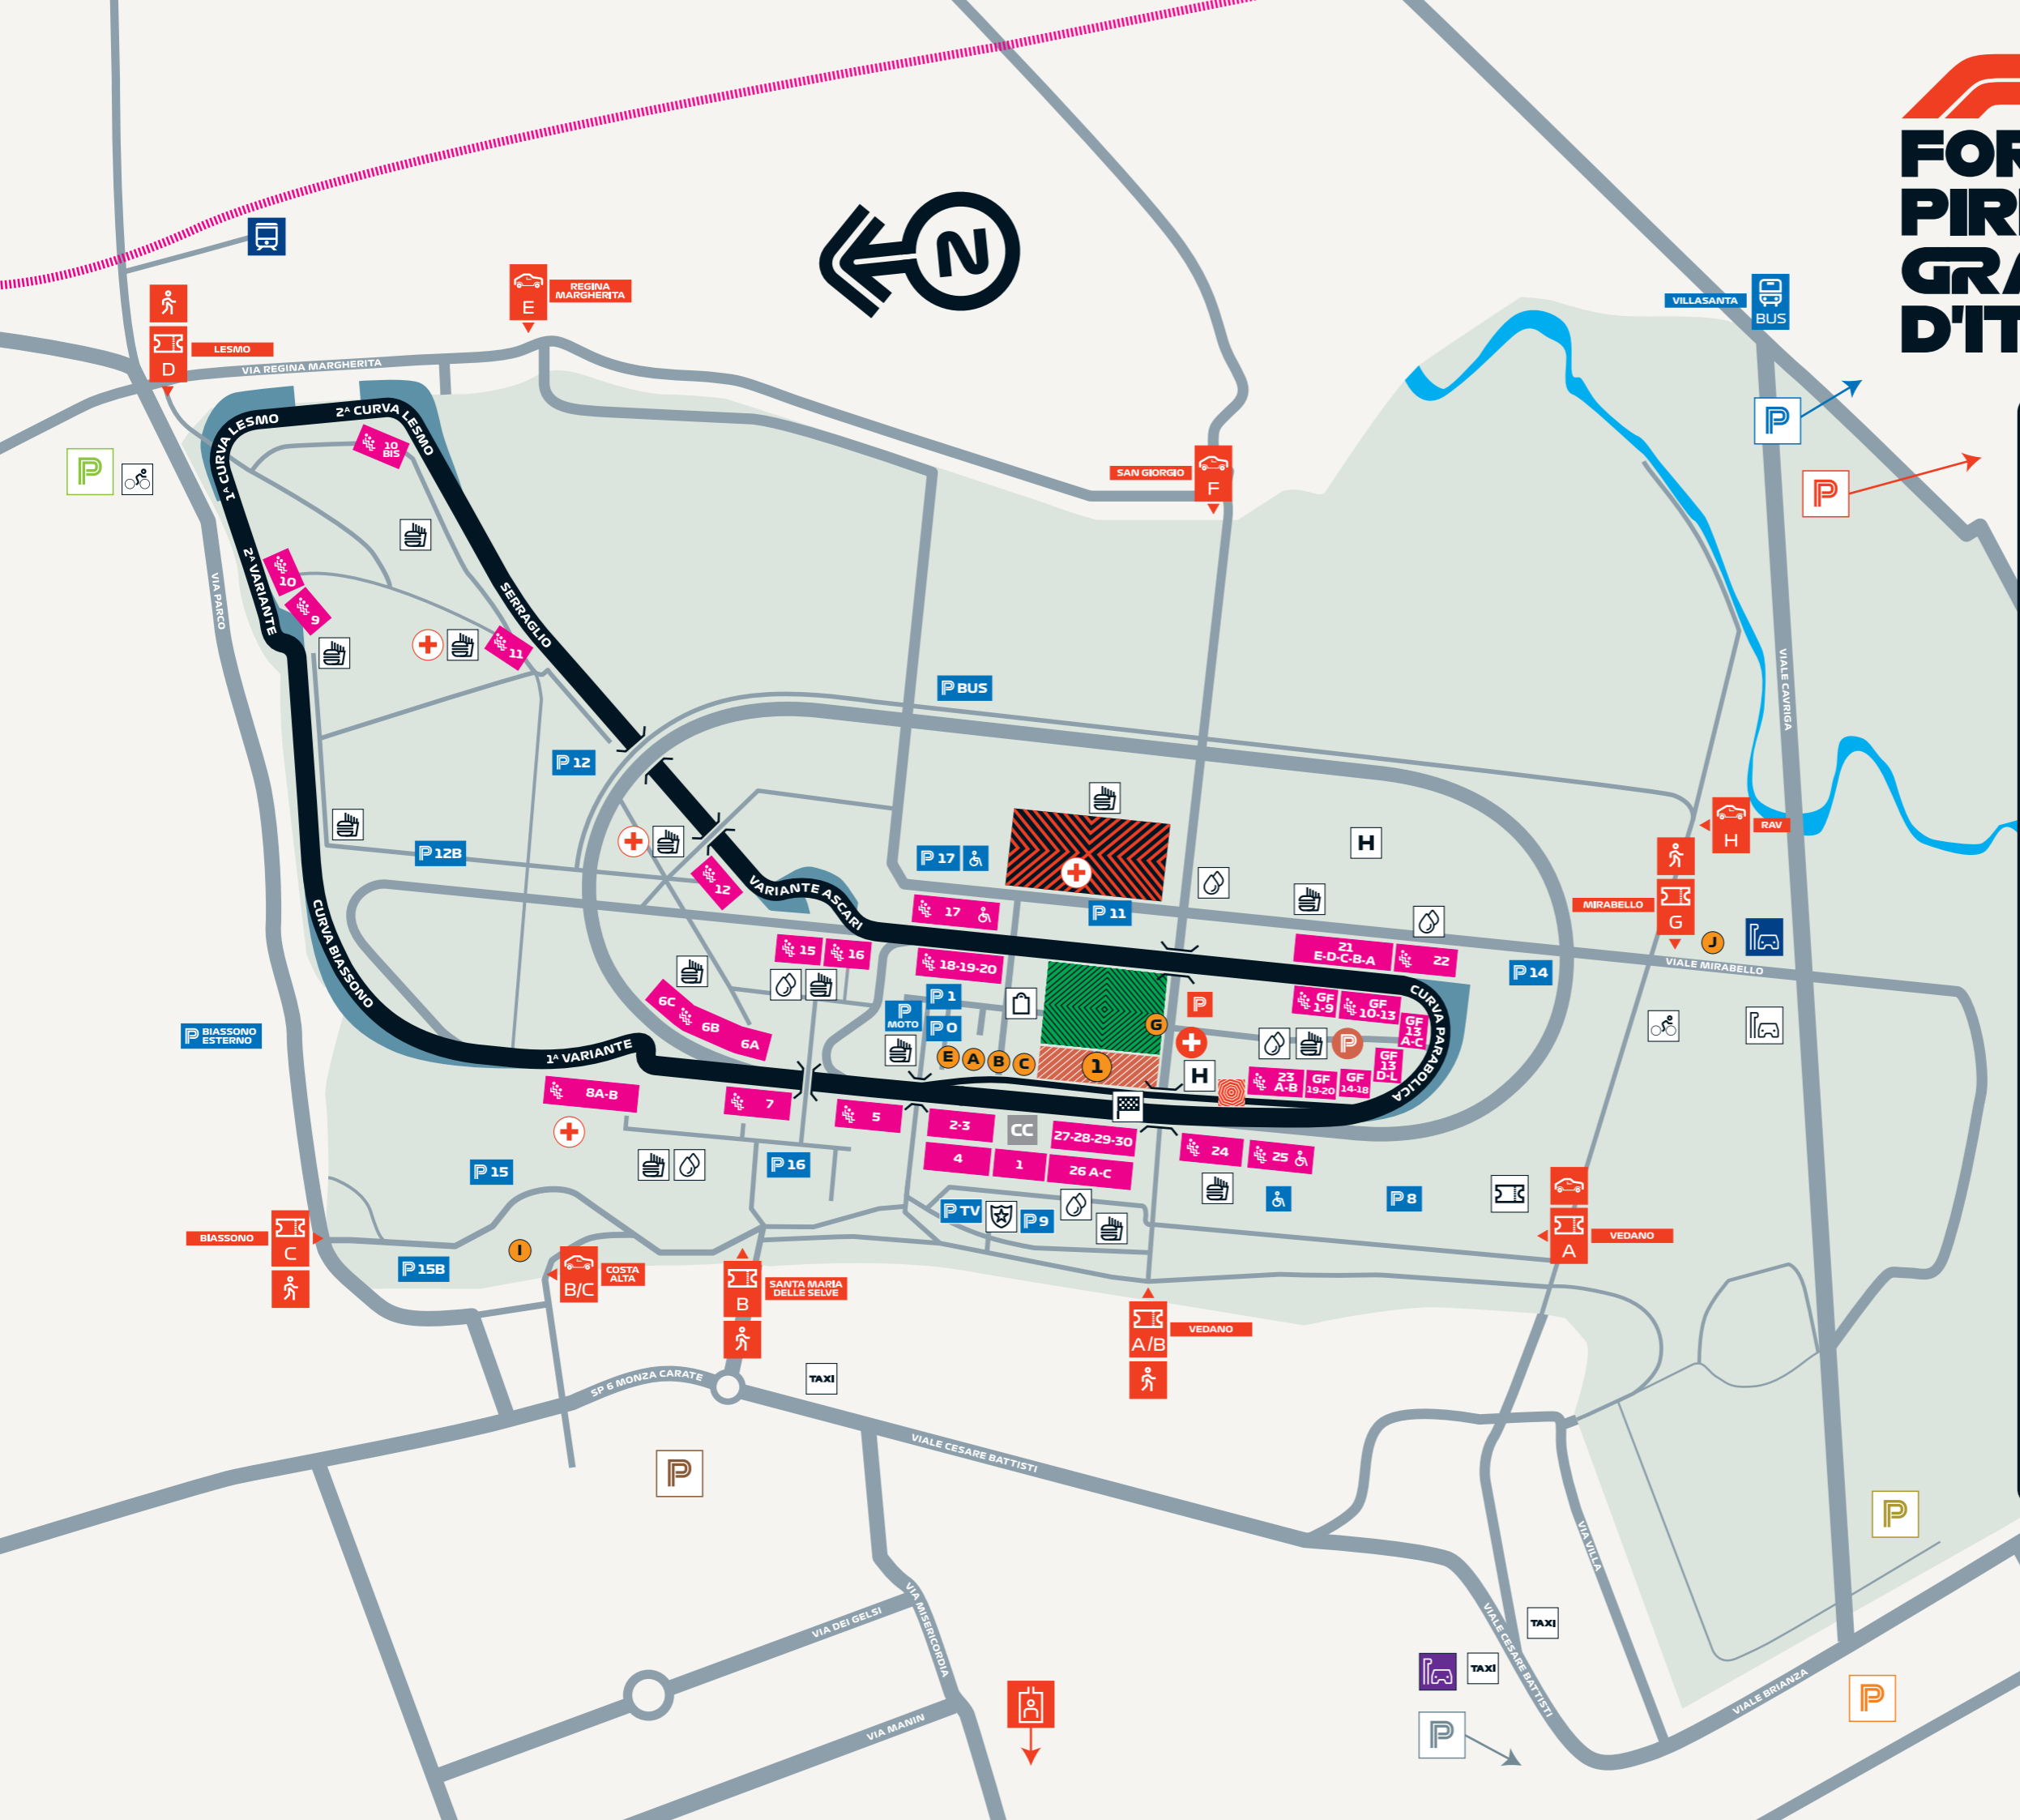 FOR
PIR
GRA
D'IT
N
REGINA
MARGHERITA
E
VILLASANTA
BUS
LESMO
D
VIA REGINA MARGHERITA
2ᴬ CURVA LESMO
1ᴬ CURVA LESMO
10
BIS
P
P
P
SAN GIORGIO
F
2ᴬ VARIANTE
10
9
VIA PARCO
SERRAGLIO
11
VIALE CAVRIGA
P BUS
P 12
P 12B
12
VARIANTE ASCARI
P 17
P 11
H
H
RAV
MIRABELLO
G
J
VIALE MIRABELLO
CURVA BIASSONO
17
15
16
18-19-20
21
E-D-C-B-A
22
P 14
6C
6B
6A
P
MOTO
P 1
P 0
G
P
GF
1-9
GF
10-13
GF
13
A-C
GF
13
D-L
CURVA PARABOLICA
P
P BIASSONO
ESTERNO
1ᴬ VARIANTE
E
A
B
C
1
H
23
A-B
GF
19-20
GF
14-18
8A-B
7
5
2-3
CC
27-28-29-30
4
1
26 A-C
24
25
P 15
P 16
P TV
P 9
P 8
BIASSONO
C
I
P 15B
B/C
COSTA
ALTA
B
SANTA MARIA
DELLE SELVE
A/B
VEDANO
A
VEDANO
SP 6 MONZA CARATE
TAXI
VIALE CESARE BATTISTI
P
P
VIA VILLA
VIA DEI GELSI
VIA MISERICORDIA
VIA MANIN
VIALE CESARE BATTISTI
TAXI
TAXI
P
VIALE BRIANZA
P